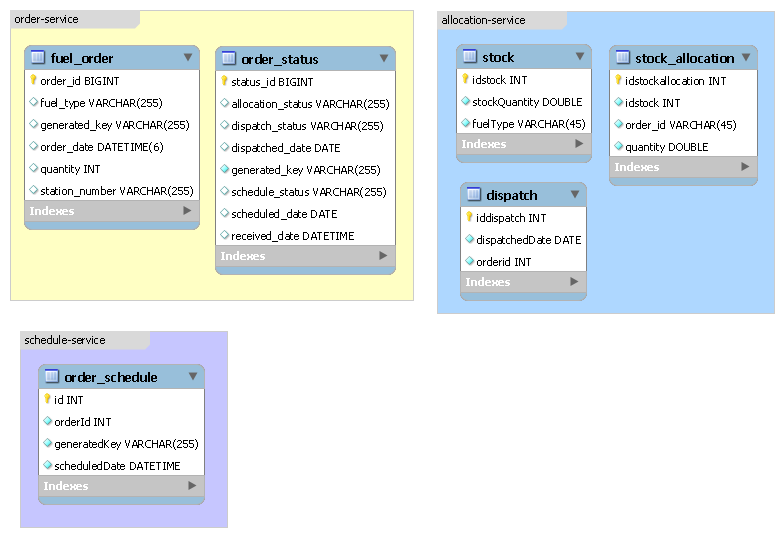 order-service
fuel_order
order_id BIGINT
fuel_type VARCHAR(255)
generated_key VARCHAR(255)
order_date DATETIME(6)
quantity INT
station_number VARCHAR(255)
Indexes
order_status
status_id BIGINT
allocation_status VARCHAR(255)
dispatch_status VARCHAR(255)
dispatched_date DATE
generated_key VARCHAR(255)
schedule_status VARCHAR(255)
scheduled_date DATE
received_date DATETIME
Indexes
allocation-service
stock
idstock INT
stockQuantity DOUBLE
fuelType VARCHAR(45)
Indexes
stock_allocation
idstockallocation INT
idstock INT
order_id VARCHAR(45)
quantity DOUBLE
Indexes
dispatch
iddispatch INT
dispatchedDate DATE
orderid INT
Indexes
schedule-service
order_schedule
id INT
orderId INT
generatedKey VARCHAR(255)
scheduledDate DATETIME
Indexes